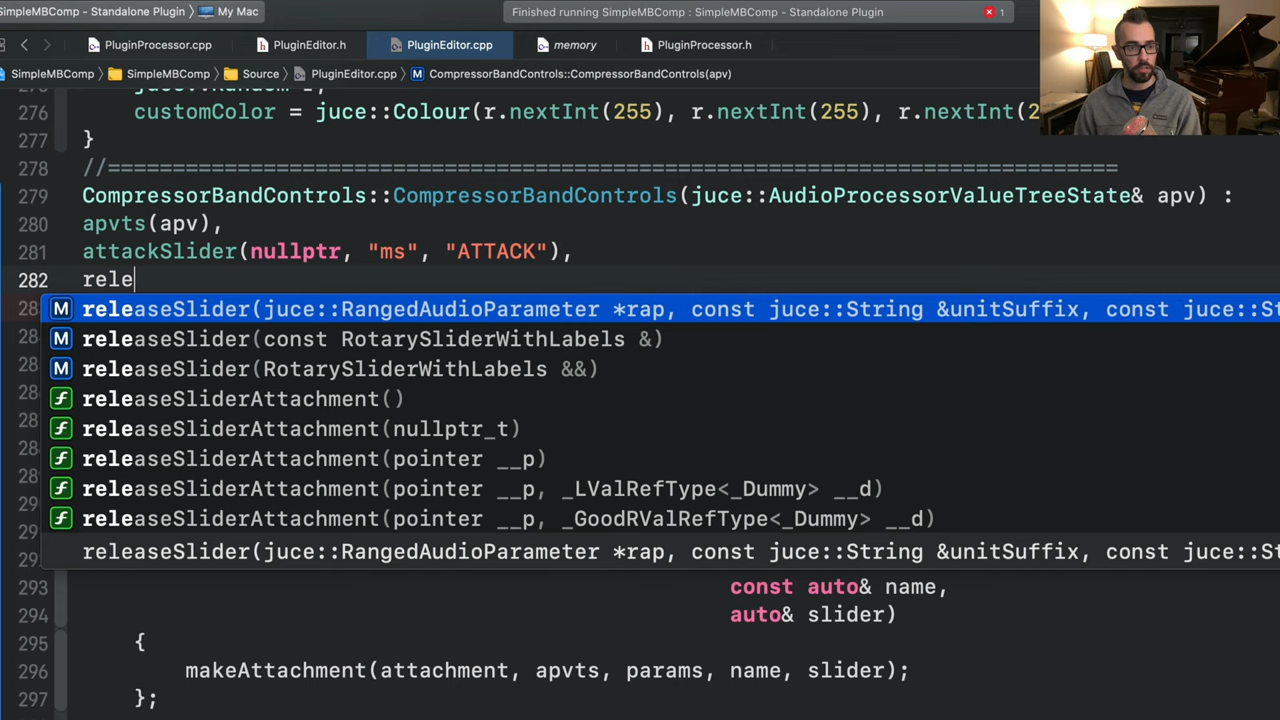 SimpleMBComp - Standalone Plugin
My Mac
Finished running SimpleMBComp : SimpleMBComp - Standalone Plugin
1
PluginProcessor.cpp
PluginEditor.h
PluginEditor.cpp
memory
PluginProcessor.h
SimpleMBComp
SimpleMBComp
Source
PluginEditor.cpp
M CompressorBandControls::CompressorBandControls(apv)
276 customColor = juce::Colour(r.nextInt(255), r.nextInt(255), r.nextInt(2
277 }
278 //==============================================================================
279 CompressorBandControls::CompressorBandControls(juce::AudioProcessorValueTreeState& apv) :
280 apvts(apv),
281 attackSlider(nullptr, "ms", "ATTACK"),
282 rele
M releaseSlider(juce::RangedAudioParameter *rap, const juce::String &unitSuffix, const juce::St
M releaseSlider(const RotarySliderWithLabels &)
M releaseSlider(RotarySliderWithLabels &&)
f releaseSliderAttachment()
f releaseSliderAttachment(nullptr_t)
f releaseSliderAttachment(pointer __p)
f releaseSliderAttachment(pointer __p, _LValRefType<_Dummy> __d)
f releaseSliderAttachment(pointer __p, _GoodRValRefType<_Dummy> __d)
releaseSlider(juce::RangedAudioParameter *rap, const juce::String &unitSuffix, const juce::St
293 const auto& name,
294 auto& slider)
295 {
296 makeAttachment(attachment, apvts, params, name, slider);
297 };